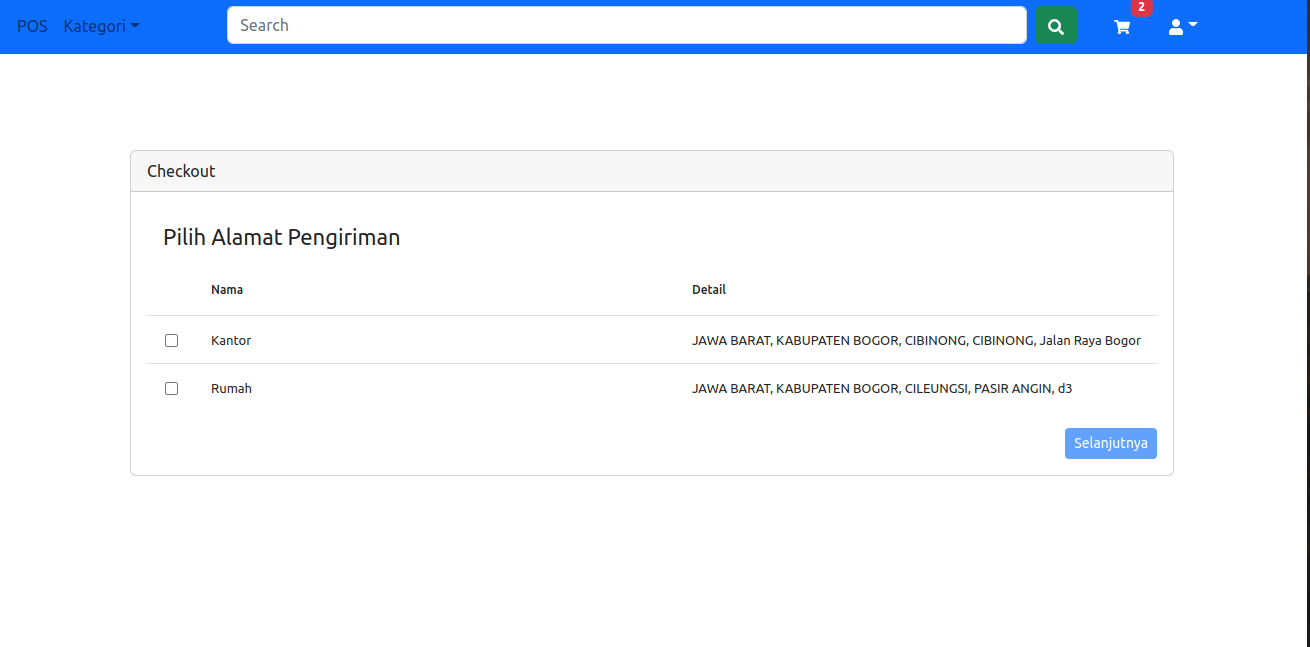 POS Kategori Search 2
Checkout
Pilih Alamat Pengiriman
Nama Detail
Kantor JAWA BARAT, KABUPATEN BOGOR, CIBINONG, CIBINONG, Jalan Raya Bogor
Rumah JAWA BARAT, KABUPATEN BOGOR, CILEUNGSI, PASIR ANGIN, d3
Selanjutnya